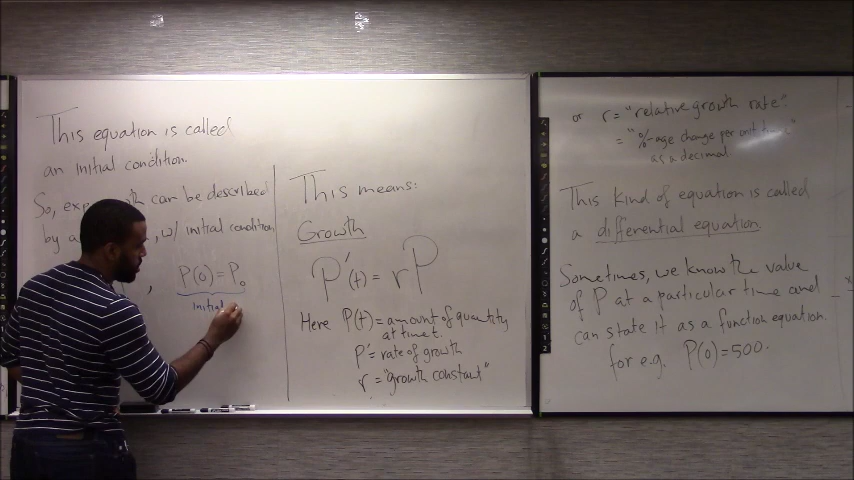 This equation is called
an initial condition.
So, exp can be described
by a , w/ initial condition
, P(0) = P₀
initial
This means:
Growth
P'(t) = rP
Here P(t) = amount of quantity
at time t.
P' = rate of growth
r = "growth constant"
or r = "relative growth rate".
= "%-age change per unit time"
as a decimal
This kind of equation is called
a differential equation.
Sometimes, we know the value
of P at a particular time and
can state it as a function equation.
for e.g. P(0) = 500.